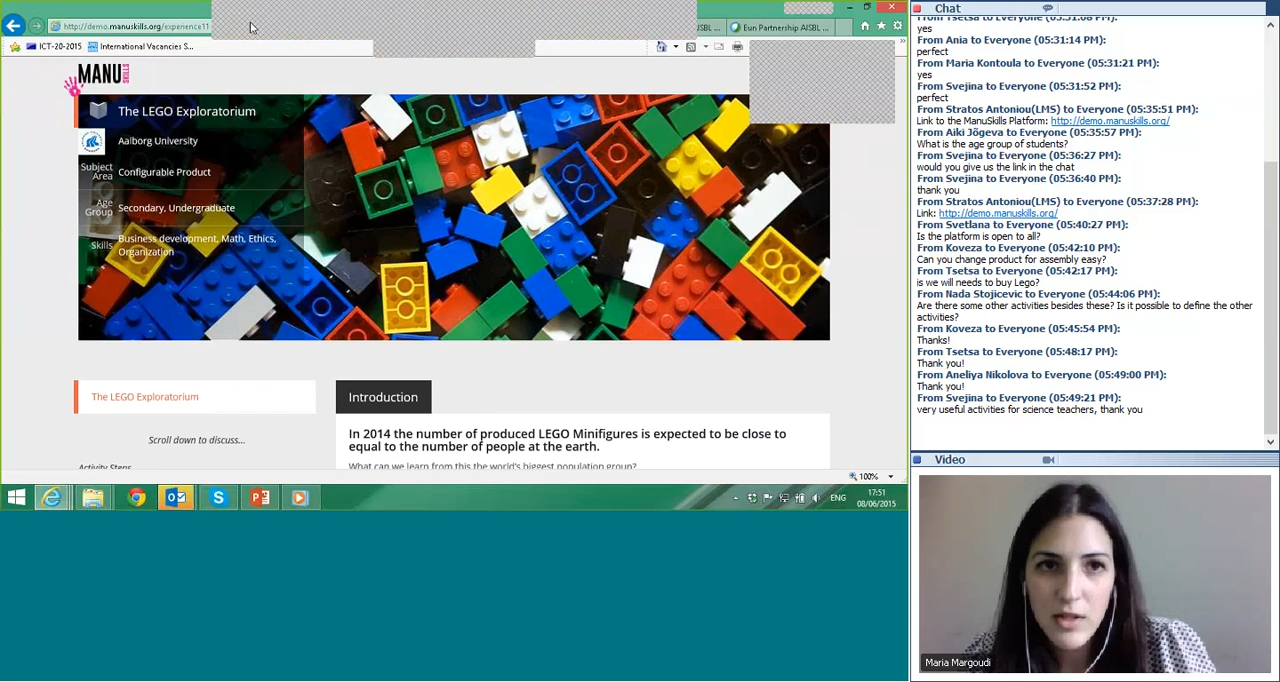 http://demo.manuskills.org/experience11
SBL ...
Eun Partnership AISBL ...
ICT-20-2015
International Vacancies S...
MANU
SKILLS
The LEGO Exploratorium
Aalborg University
Subject Area
Configurable Product
Age Group
Secondary, Undergraduate
Skills
Business development, Math, Ethics,
Organization
The LEGO Exploratorium
Scroll down to discuss...
Activity Steps
Introduction
In 2014 the number of produced LEGO Minifigures is expected to be close to
equal to the number of people at the earth.
What can we learn from this the world's biggest population group?
100%
ENG
17:51
08/06/2015
Chat
From Tsetsa to Everyone (05:31:08 PM):
yes
From Ania to Everyone (05:31:14 PM):
perfect
From Maria Kontoula to Everyone (05:31:21 PM):
yes
From Svejina to Everyone (05:31:52 PM):
perfect
From Stratos Antoniou(LMS) to Everyone (05:35:51 PM):
Link to the ManuSkills Platform: http://demo.manuskills.org/
From Aiki Jõgeva to Everyone (05:35:57 PM):
What is the age group of students?
From Svejina to Everyone (05:36:27 PM):
would you give us the link in the chat
From Svejina to Everyone (05:36:40 PM):
thank you
From Stratos Antoniou(LMS) to Everyone (05:37:28 PM):
Link: http://demo.manuskills.org/
From Svetlana to Everyone (05:40:27 PM):
Is the platform is open to all?
From Koveza to Everyone (05:42:10 PM):
Can you change product for assembly easy?
From Tsetsa to Everyone (05:42:17 PM):
is we will needs to buy Lego?
From Nada Stojicevic to Everyone (05:44:06 PM):
Are there some other activities besides these? Is it possible to define the other
activities?
From Koveza to Everyone (05:45:54 PM):
Thanks!
From Tsetsa to Everyone (05:48:17 PM):
Thank you!
From Aneliya Nikolova to Everyone (05:49:00 PM):
Thank you!
From Svejina to Everyone (05:49:21 PM):
very useful activities for science teachers, thank you
Video
Maria Margoudi